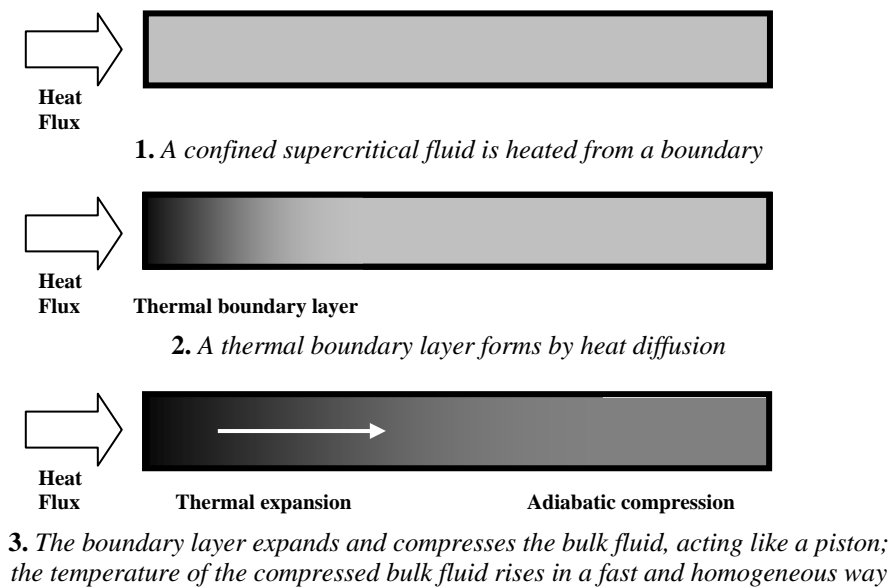 Heat
Flux
1. A confined supercritical fluid is heated from a boundary
Heat
Flux
Thermal boundary layer
2. A thermal boundary layer forms by heat diffusion
Heat
Flux
Thermal expansion
Adiabatic compression
3. The boundary layer expands and compresses the bulk fluid, acting like a piston;
the temperature of the compressed bulk fluid rises in a fast and homogeneous way